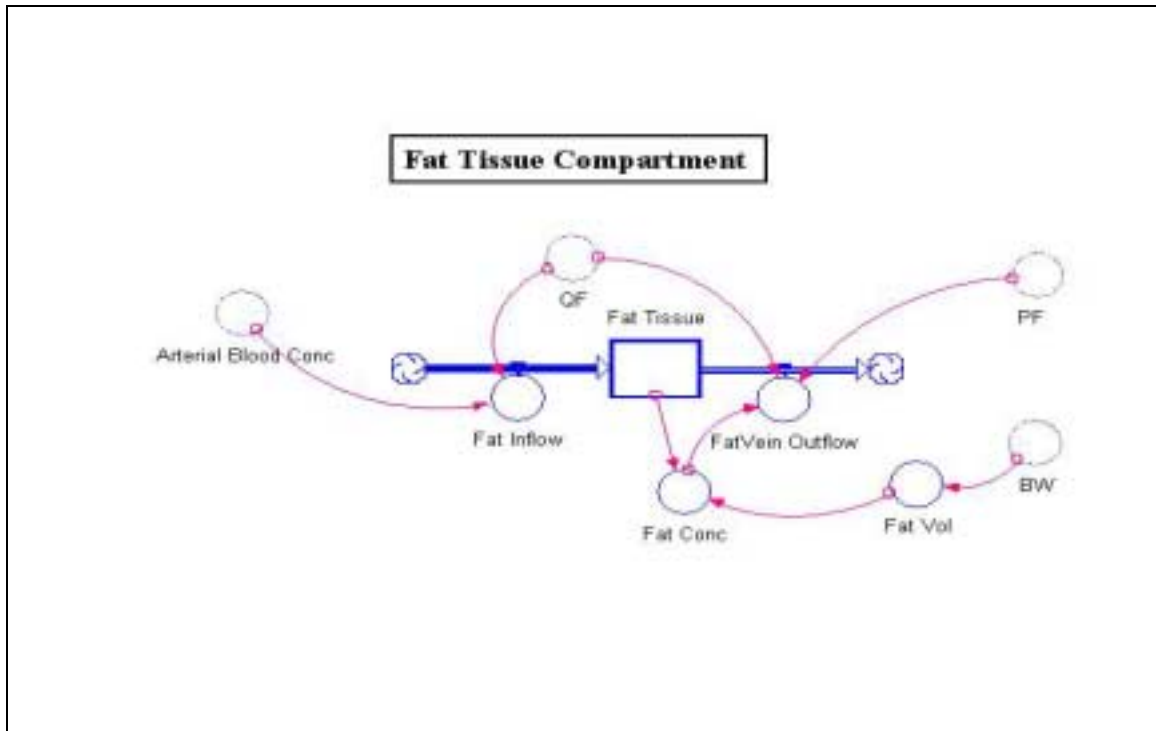 Fat Tissue Compartment
QF
PF
Fat Tissue
Arterial Blood Conc
Fat Inflow
FatVein Outflow
BW
Fat Vol
Fat Conc